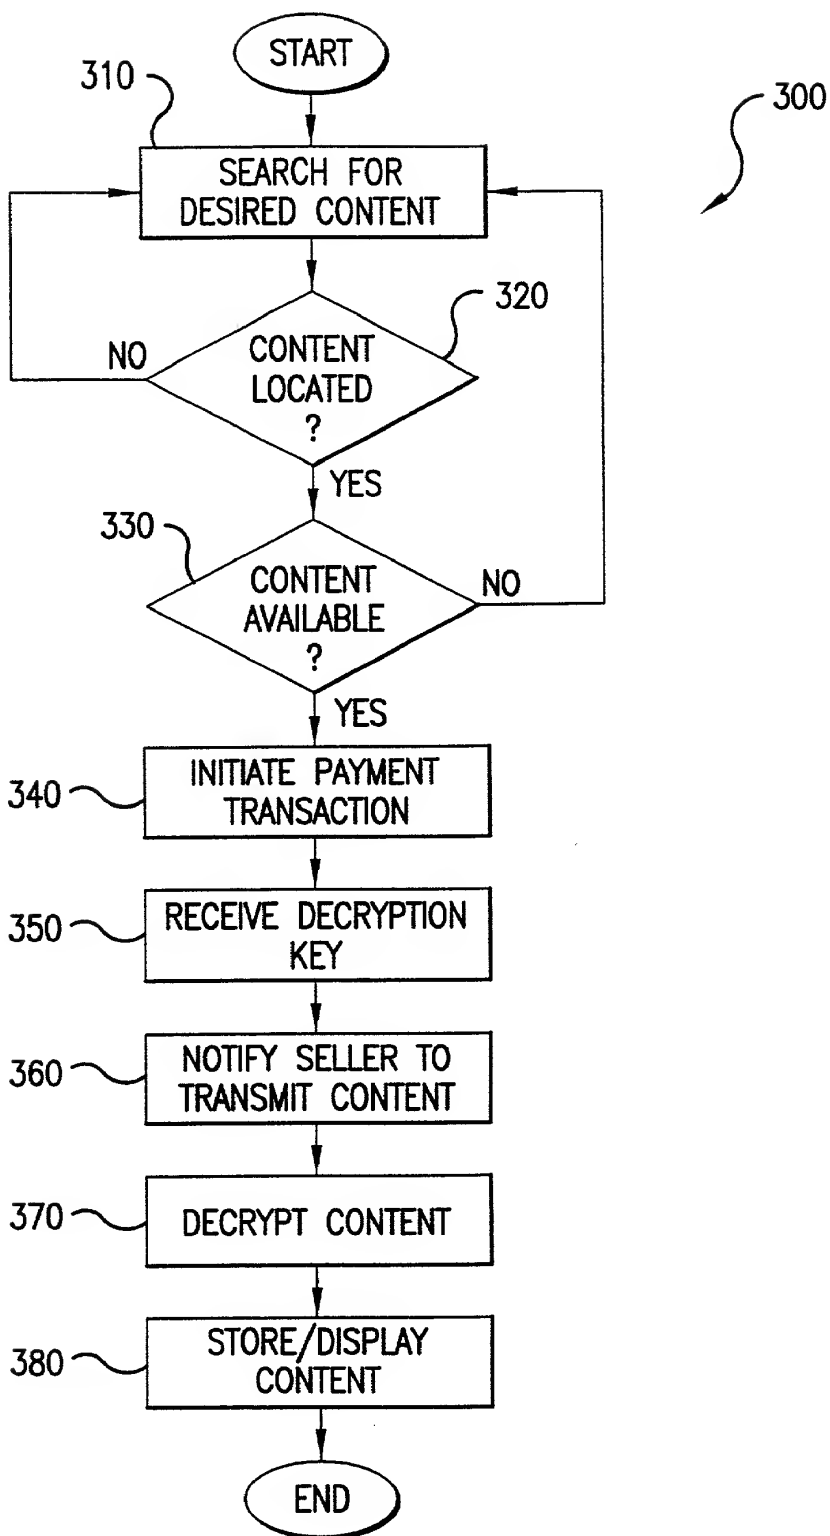 START
310
300
SEARCH FOR
DESIRED CONTENT
320
NO
CONTENT
LOCATED
?
YES
330
CONTENT
AVAILABLE
?
NO
YES
340
INITIATE PAYMENT
TRANSACTION
350
RECEIVE DECRYPTION
KEY
360
NOTIFY SELLER TO
TRANSMIT CONTENT
370
DECRYPT CONTENT
380
STORE/DISPLAY
CONTENT
END